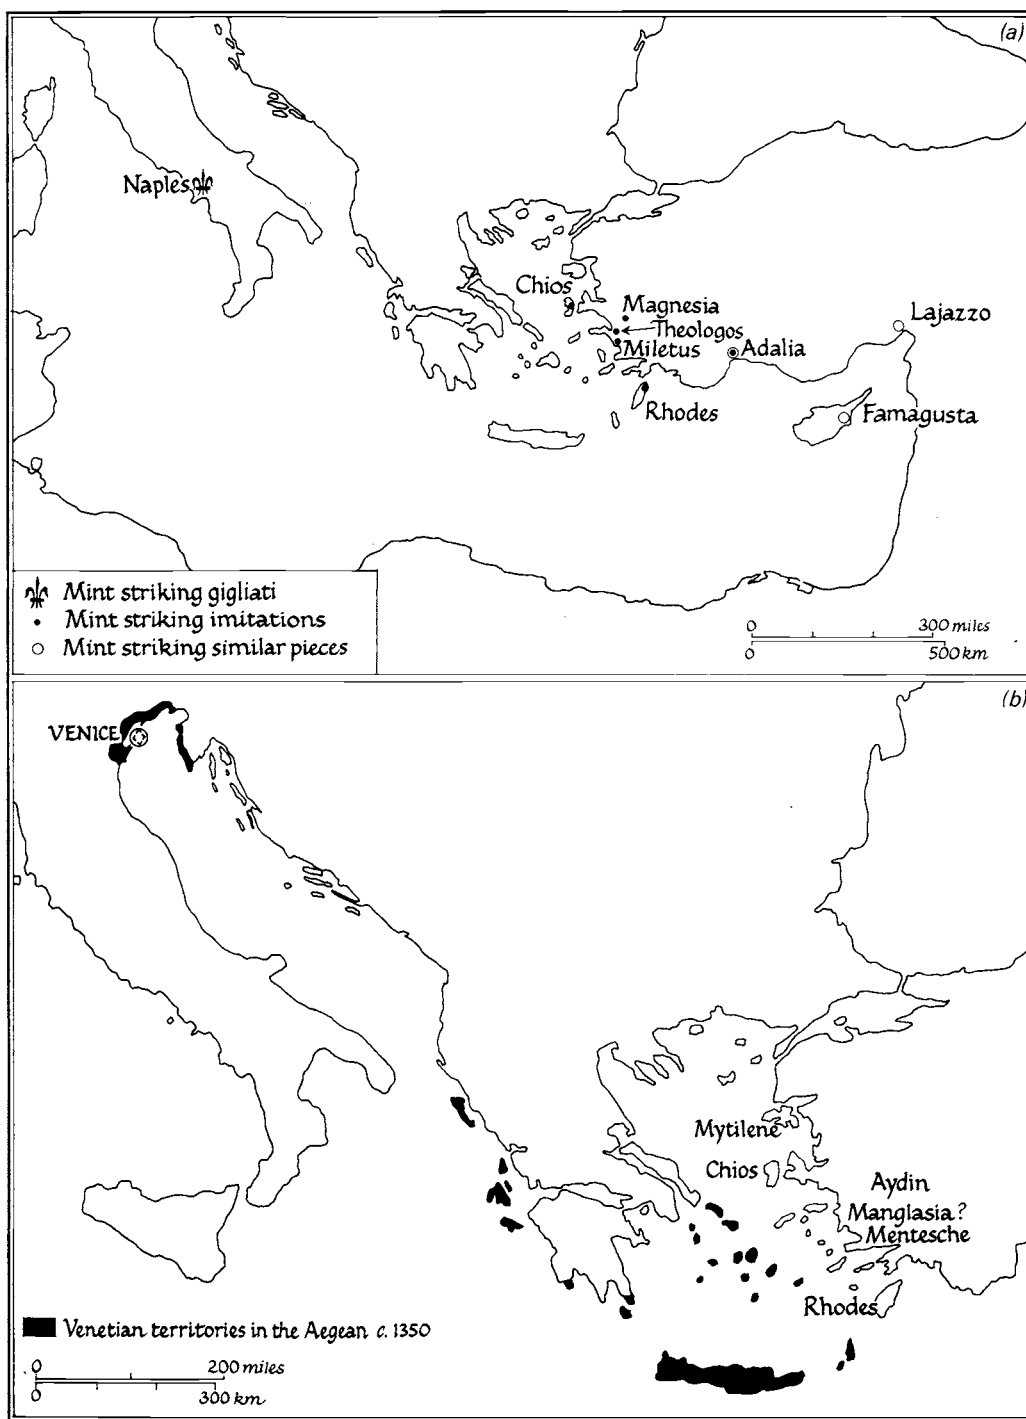 (a)
Naples
Chios
Magnesia
Theologos
Miletus
Adalia
Lajazzo
Rhodes
Famagusta
Mint striking gigliati
Mint striking imitations
Mint striking similar pieces
0 300 miles
0 500 km
(b)
VENICE
Mytilene
Chios
Aydin
Manglasia?
Mentesche
Rhodes
Venetian territories in the Aegean c. 1350
0 200 miles
0 300 km